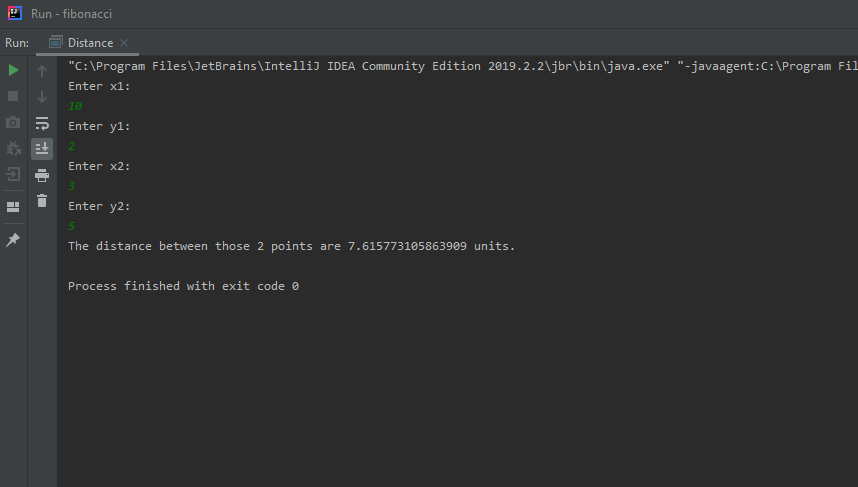 Run - fibonacci
Run: Distance
"C:\Program Files\JetBrains\IntelliJ IDEA Community Edition 2019.2.2\jbr\bin\java.exe" "-javaagent:C:\Program Fil
Enter x1:
10
Enter y1:
2
Enter x2:
3
Enter y2:
5
The distance between those 2 points are 7.615773105863909 units.
Process finished with exit code 0